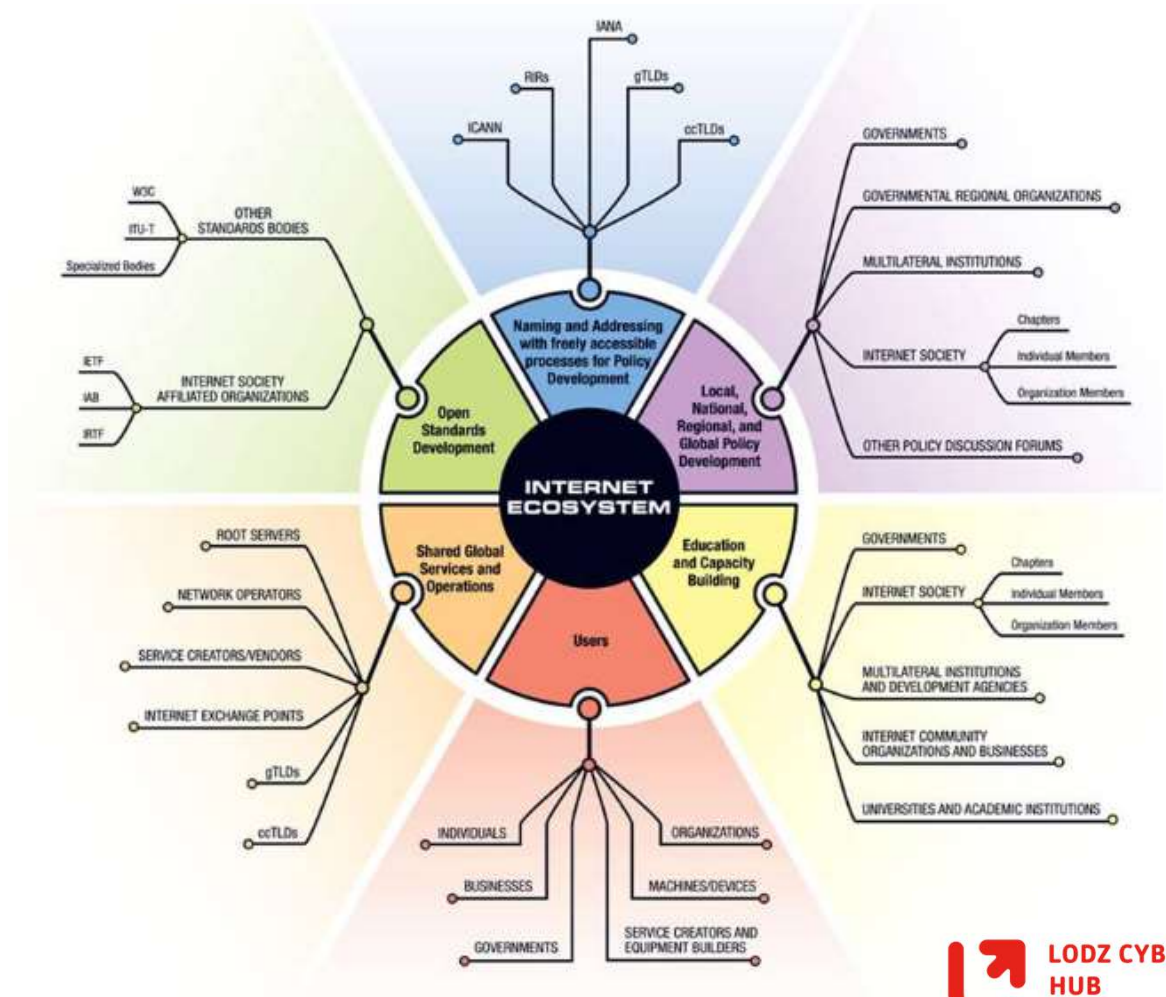 IANA
RIRs
gTLDs
ICANN
ccTLDs
W3C
ITU-T
Specialized Bodies
OTHER
STANDARDS BODIES
IETF
IAB
IRTF
INTERNET SOCIETY
AFFILIATED ORGANIZATIONS
GOVERNMENTS
GOVERNMENTAL REGIONAL ORGANIZATIONS
MULTILATERAL INSTITUTIONS
INTERNET SOCIETY
Chapters
Individual Members
Organization Members
OTHER POLICY DISCUSSION FORUMS
Naming and Addressing
with freely accessible
processes for Policy
Development
Open
Standards
Development
Local,
National,
Regional, and
Global Policy
Development
INTERNET
ECOSYSTEM
Shared Global
Services and
Operations
Users
Education
and Capacity
Building
ROOT SERVERS
NETWORK OPERATORS
SERVICE CREATORS/VENDORS
INTERNET EXCHANGE POINTS
gTLDs
ccTLDs
GOVERNMENTS
INTERNET SOCIETY
Chapters
Individual Members
Organization Members
MULTILATERAL INSTITUTIONS
AND DEVELOPMENT AGENCIES
INTERNET COMMUNITY
ORGANIZATIONS AND BUSINESSES
UNIVERSITIES AND ACADEMIC INSTITUTIONS
INDIVIDUALS
BUSINESSES
GOVERNMENTS
ORGANIZATIONS
MACHINES/DEVICES
SERVICE CREATORS AND
EQUIPMENT BUILDERS
LODZ CYB
HUB